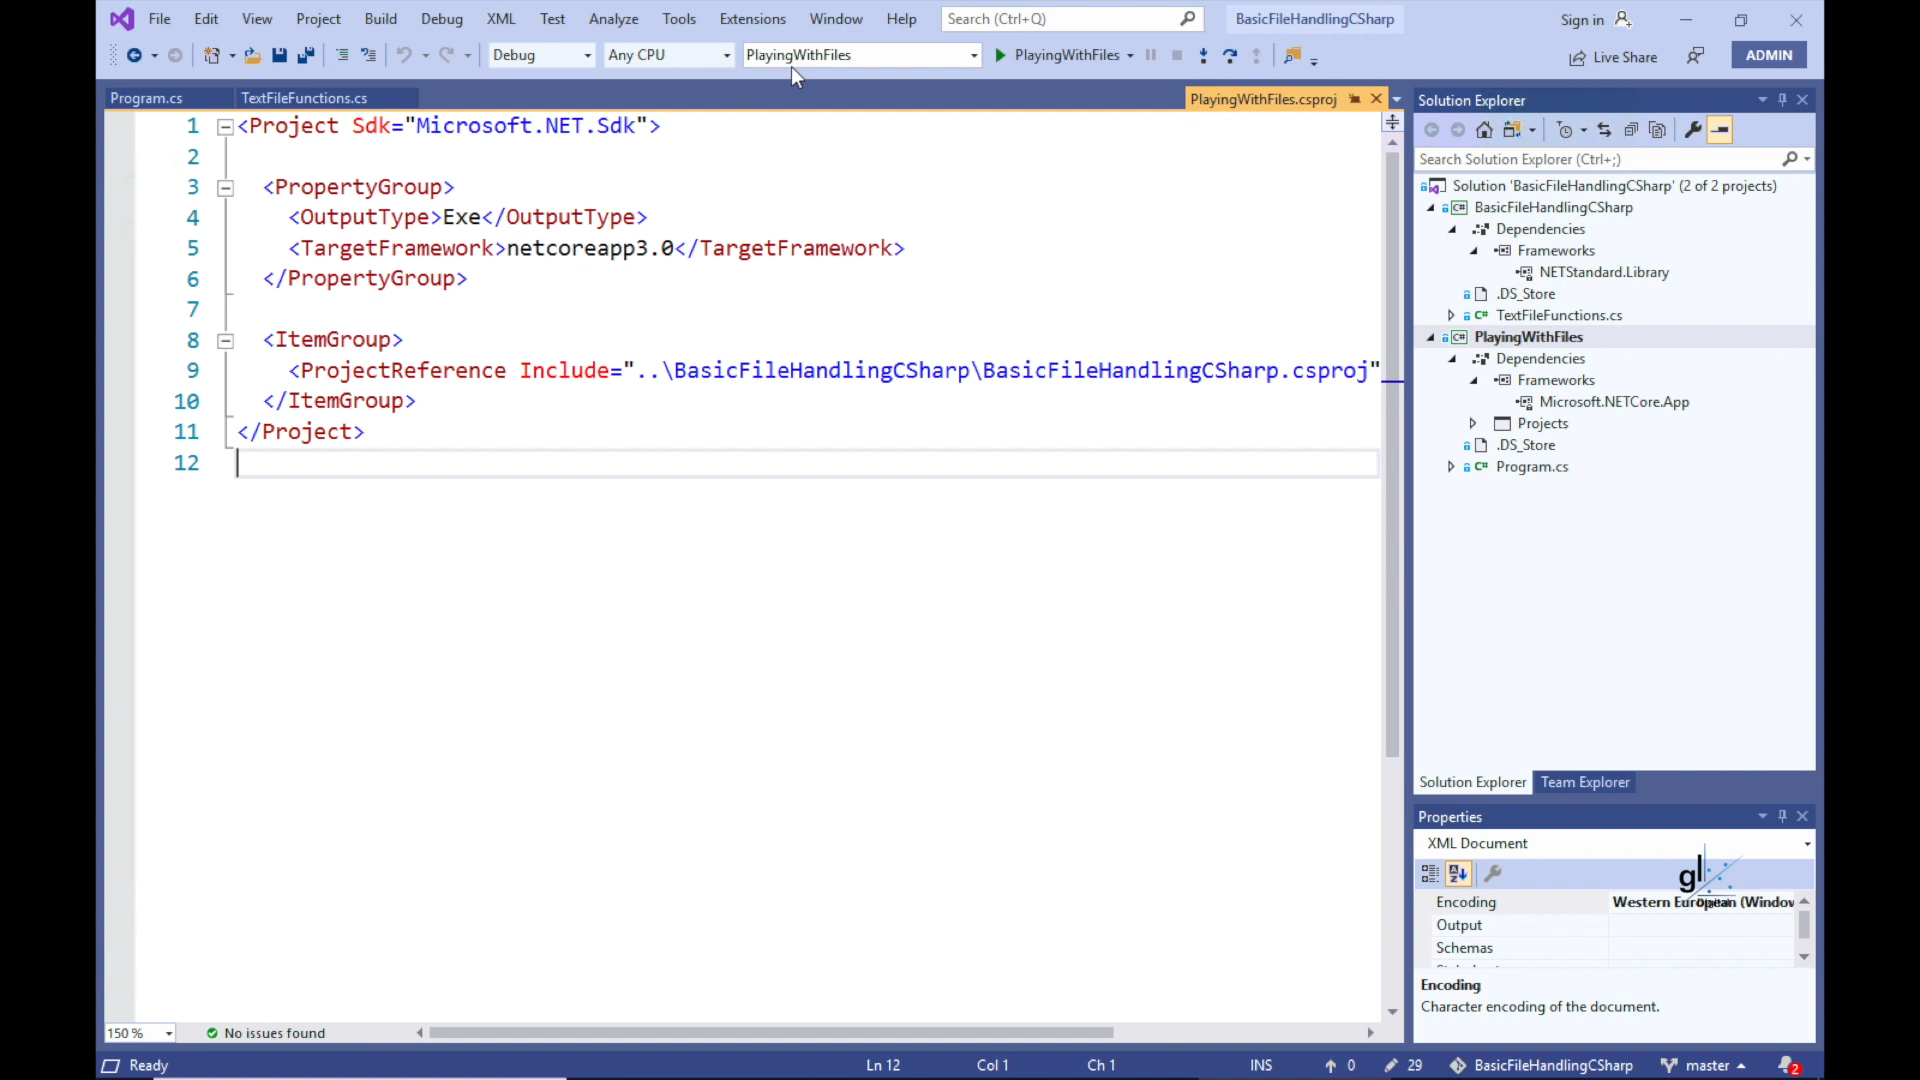 File Edit View Project Build Debug XML Test Analyze Tools Extensions Window Help Search (Ctrl+Q) BasicFileHandlingCSharp Sign in
Debug Any CPU PlayingWithFiles PlayingWithFiles Live Share ADMIN
Program.cs TextFileFunctions.cs PlayingWithFiles.csproj
1 <Project Sdk="Microsoft.NET.Sdk">
2
3 <PropertyGroup>
4 <OutputType>Exe</OutputType>
5 <TargetFramework>netcoreapp3.0</TargetFramework>
6 </PropertyGroup>
7
8 <ItemGroup>
9 <ProjectReference Include="..\BasicFileHandlingCSharp\BasicFileHandlingCSharp.csproj"
10 </ItemGroup>
11 </Project>
12
150 % No issues found
Solution Explorer
Search Solution Explorer (Ctrl+;)
Solution 'BasicFileHandlingCSharp' (2 of 2 projects)
C# BasicFileHandlingCSharp
Dependencies
Frameworks
NETStandard.Library
.DS_Store
C# TextFileFunctions.cs
C# PlayingWithFiles
Dependencies
Frameworks
Microsoft.NETCore.App
Projects
.DS_Store
C# Program.cs
Solution Explorer Team Explorer
Properties
XML Document
gl
Encoding Western European (Window
Output
Schemas
Encoding
Character encoding of the document.
Ready Ln 12 Col 1 Ch 1 INS 0 29 BasicFileHandlingCSharp master 2